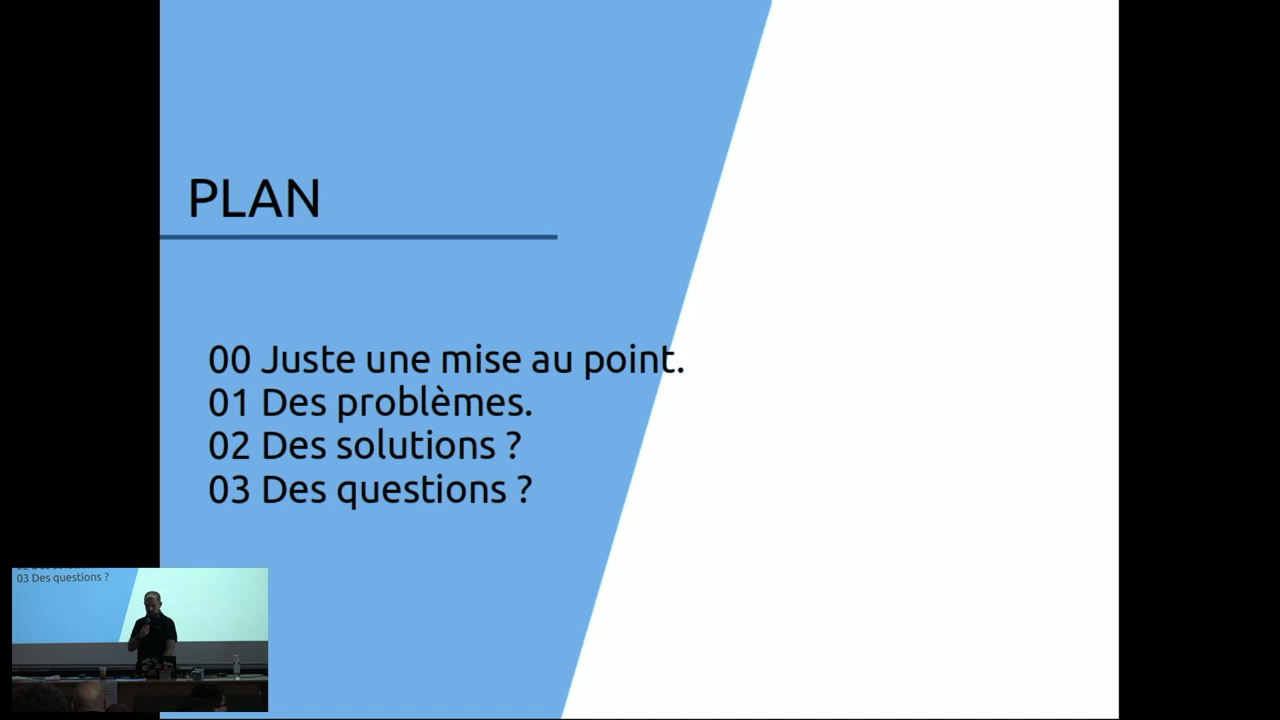 PLAN
00 Juste une mise au point.
01 Des problèmes.
02 Des solutions ?
03 Des questions ?
03 Des questions ?